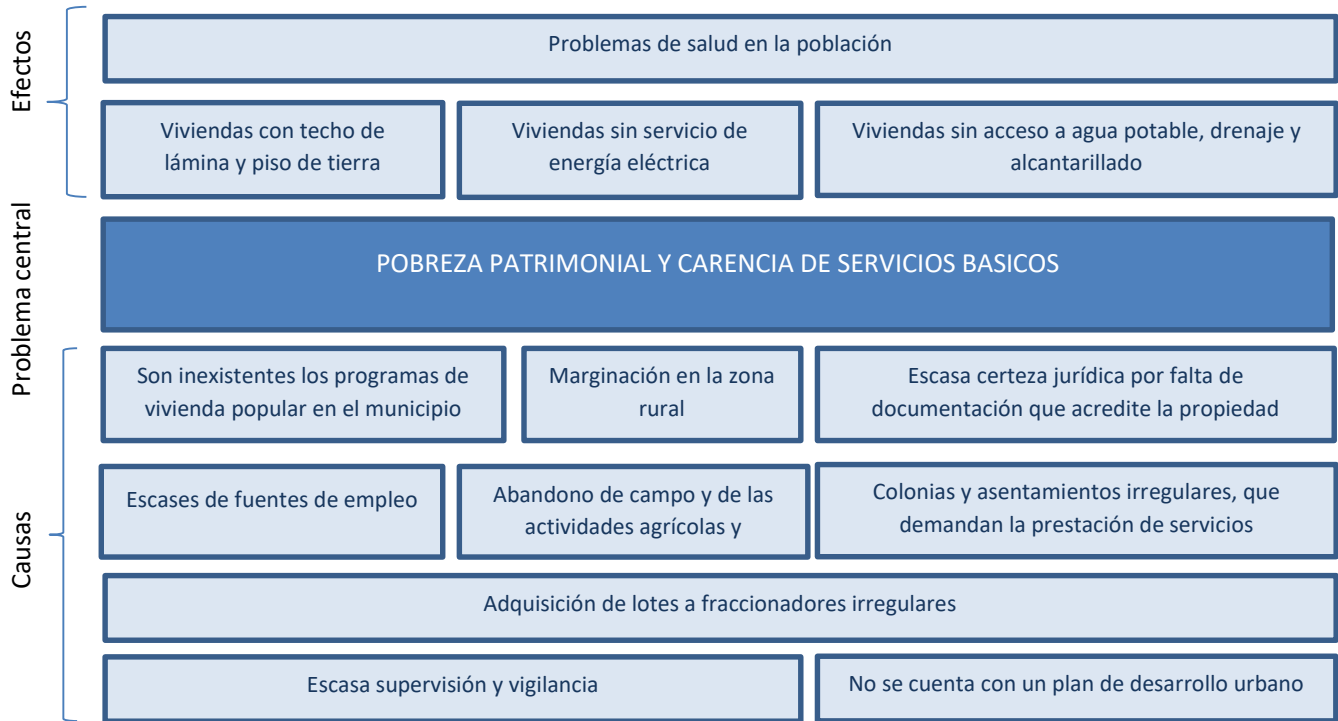 Efectos
Problemas de salud en la población
Viviendas con techo de
lámina y piso de tierra
Viviendas sin servicio de
energía eléctrica
Viviendas sin acceso a agua potable, drenaje y
alcantarillado
Problema central
POBREZA PATRIMONIAL Y CARENCIA DE SERVICIOS BASICOS
Causas
Son inexistentes los programas de
vivienda popular en el municipio
Marginación en la zona
rural
Escasa certeza jurídica por falta de
documentación que acredite la propiedad
Escases de fuentes de empleo
Abandono de campo y de las
actividades agrícolas y
Colonias y asentamientos irregulares, que
demandan la prestación de servicios
Adquisición de lotes a fraccionadores irregulares
Escasa supervisión y vigilancia
No se cuenta con un plan de desarrollo urbano